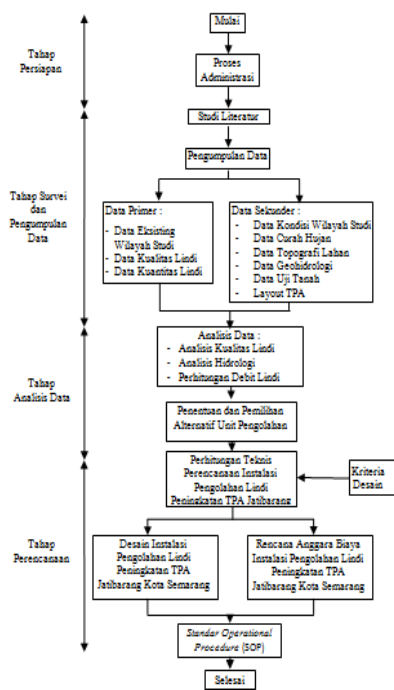 Mulai
Tahap
Persiapan
Proses
Administrasi
Studi Literatur
Pengumpulan Data
Tahap Survei
dan
Pengumpulan
Data
Data Primer :
- Data Eksisting
Wilayah Studi
- Data Kualitas Lindi
- Data Kuantitas Lindi
Data Sekunder :
- Data Kondisi Wilayah Studi
- Data Curah Hujan
- Data Topografi Lahan
- Data Geohidrologi
- Data Uji Tanah
- Layout TPA
Analisis Data :
- Analisis Kualitas Lindi
- Analisis Hidrologi
- Perhitungan Debit Lindi
Tahap
Analisis Data
Penentuan dan Pemilihan
Alternatif Unit Pengolahan
Perhitungan Teknis
Perencanaan Instalasi
Pengolahan Lindi
Peningkatan TPA Jatibarang
Kriteria
Desain
Tahap
Perencanaan
Desain Instalasi
Pengolahan Lindi
Peningkatan TPA
Jatibarang Kota Semarang
Rencana Anggara Biaya
Instalasi Pengolahan Lindi
Peningkatan TPA
Jatibarang Kota Semarang
Standar Operational
Procedure (SOP)
Selesai